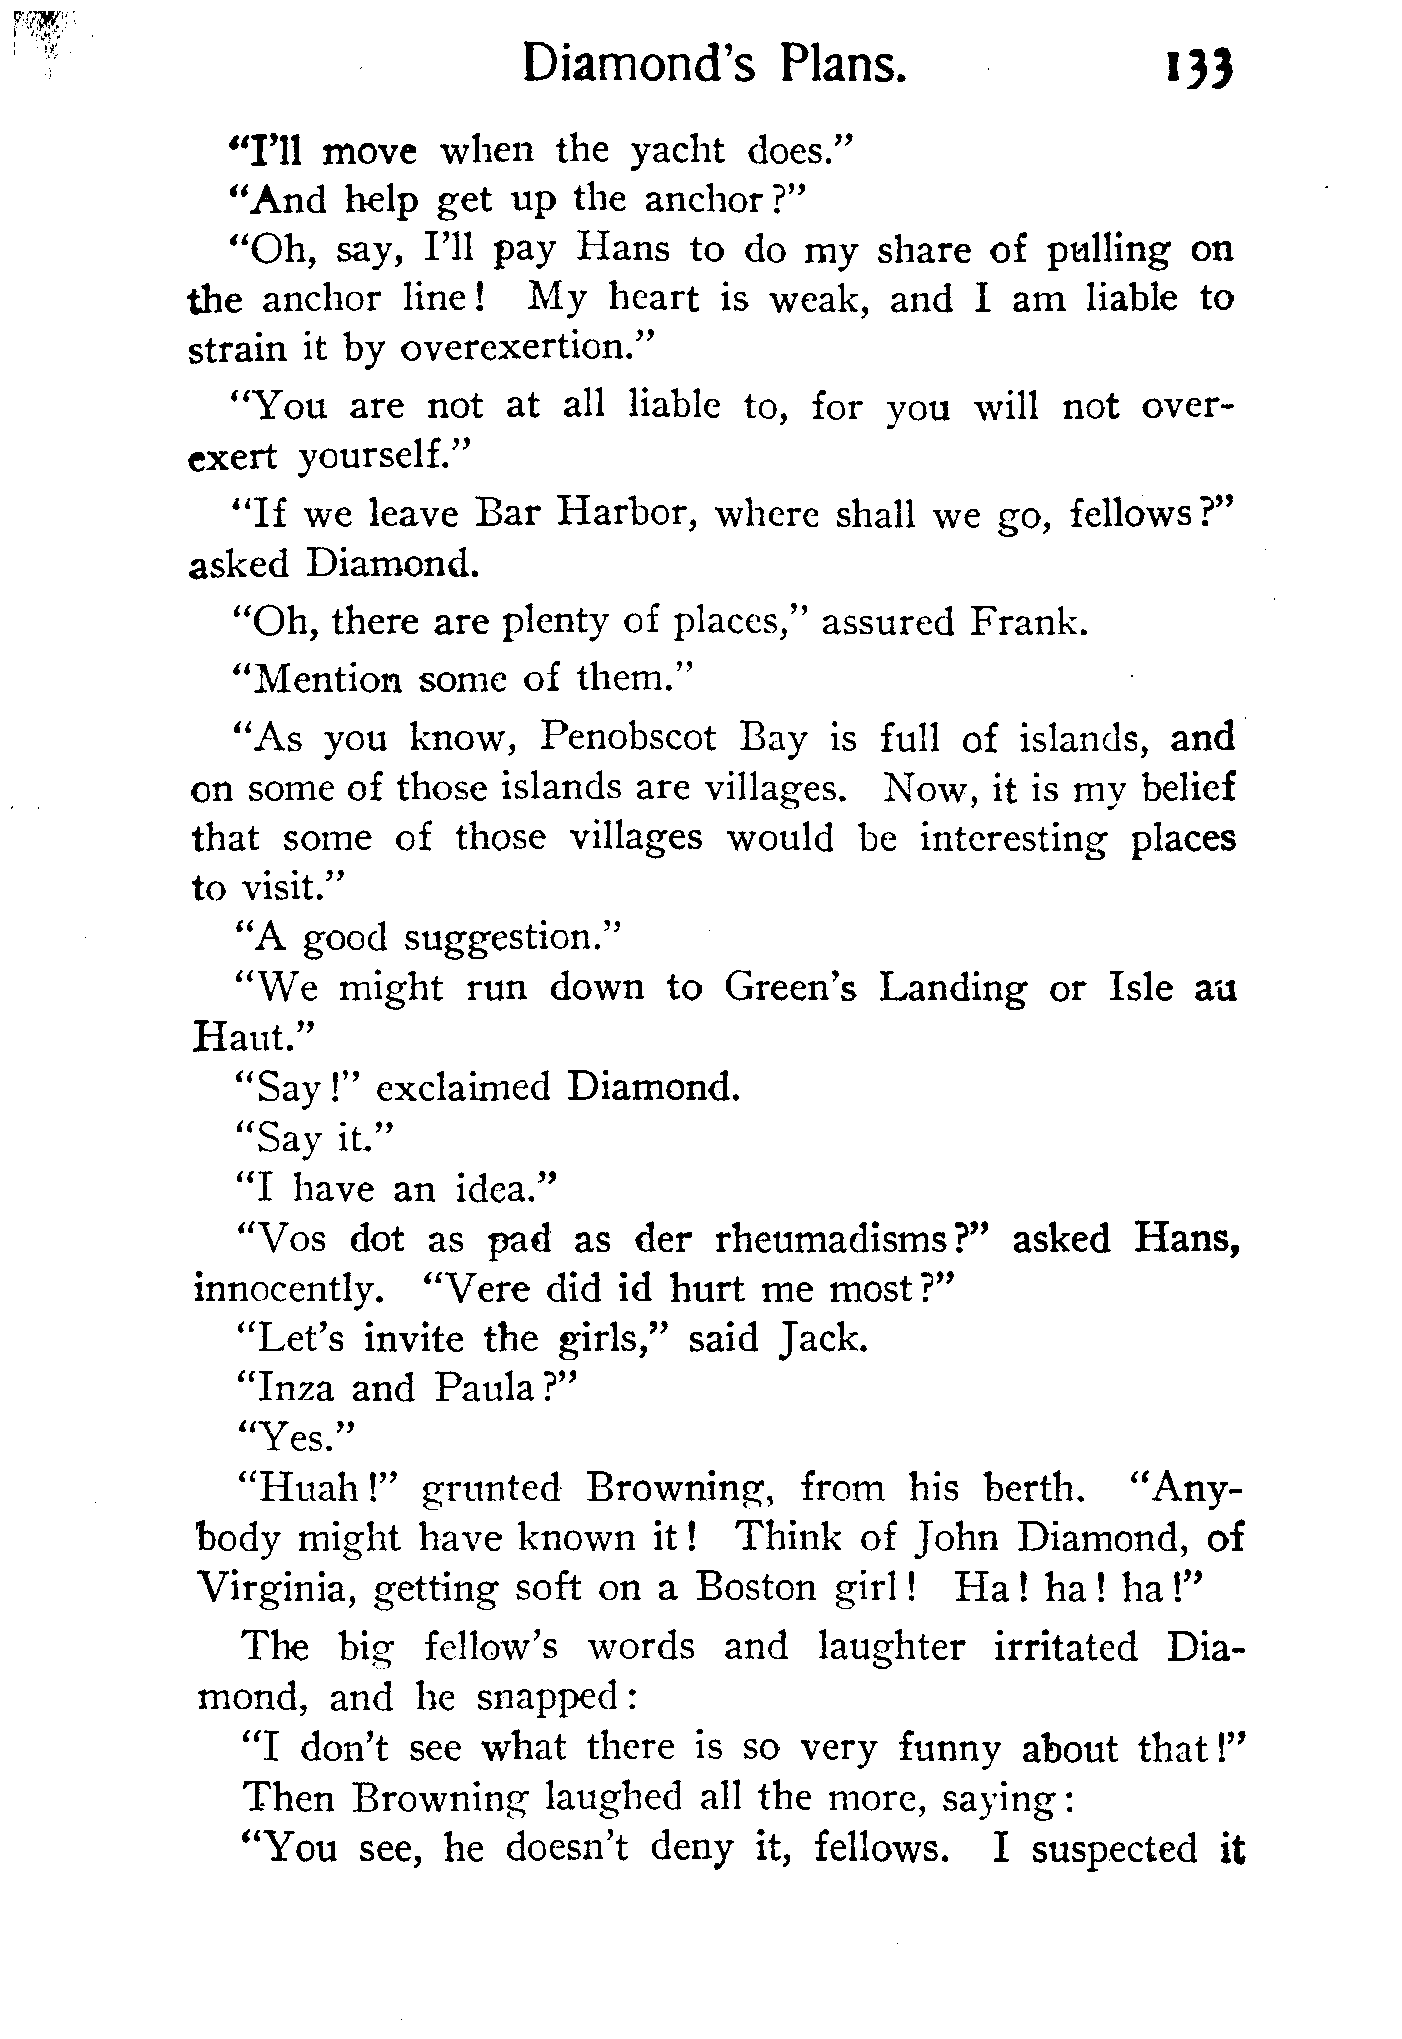 Diamond's Plans. 133
"I'll move when the yacht does."
"And help get up the anchor?"
"Oh, say, I'll pay Hans to do my share of pulling on
the anchor line! My heart is weak, and I am liable to
strain it by overexertion."
"You are not at all liable to, for you will not over-
exert yourself."
"If we leave Bar Harbor, where shall we go, fellows?"
asked Diamond.
"Oh, there are plenty of places," assured Frank.
"Mention some of them."
"As you know, Penobscot Bay is full of islands, and
on some of those islands are villages. Now, it is my belief
that some of those villages would be interesting places
to visit."
"A good suggestion."
"We might run down to Green's Landing or Isle au
Haut."
"Say!" exclaimed Diamond.
"Say it."
"I have an idea."
"Vos dot as pad as der rheumadisms?" asked Hans,
innocently. "Vere did id hurt me most?"
"Let's invite the girls," said Jack.
"Inza and Paula?"
"Yes."
"Huah!" grunted Browning, from his berth. "Any-
body might have known it! Think of John Diamond, of
Virginia, getting soft on a Boston girl! Ha! ha! ha!"
The big fellow's words and laughter irritated Dia-
mond, and he snapped:
"I don't see what there is so very funny about that!"
Then Browning laughed all the more, saying:
"You see, he doesn't deny it, fellows. I suspected it